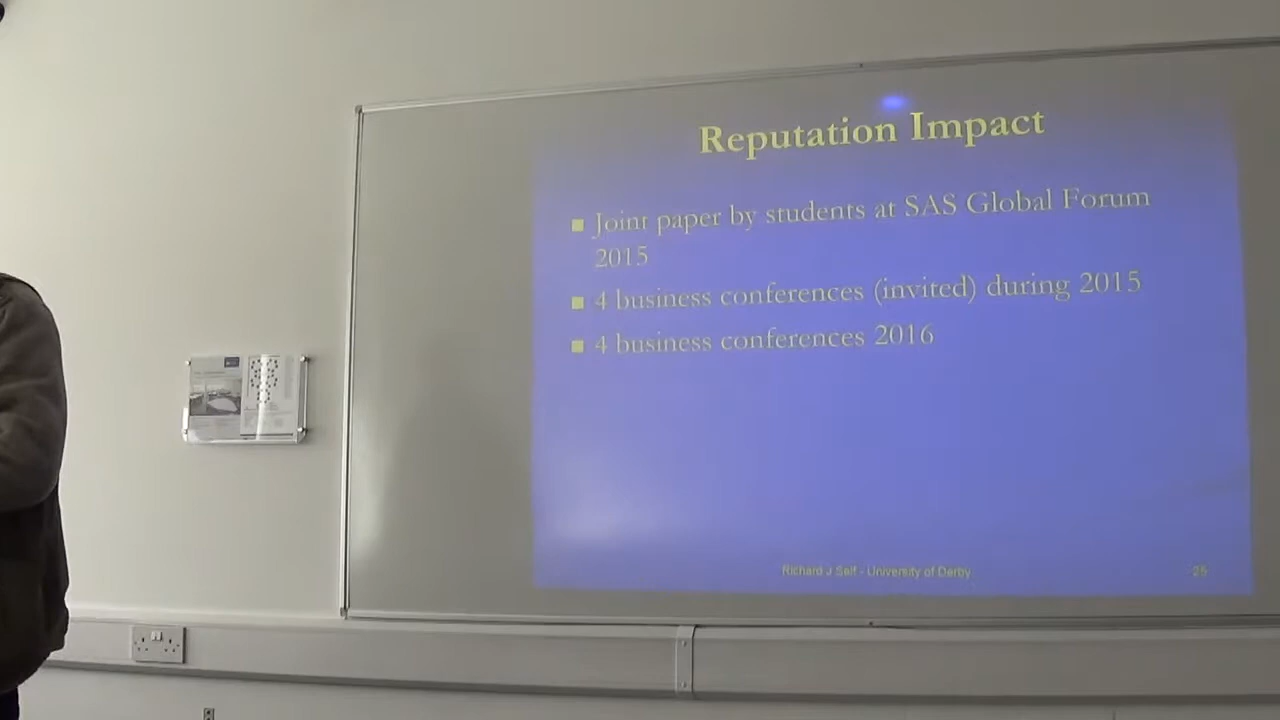 Reputation Impact
Joint paper by students at SAS Global Forum
2015
4 business conferences (invited) during 2015
4 business conferences 2016
Richard J Self - University of Derby
25